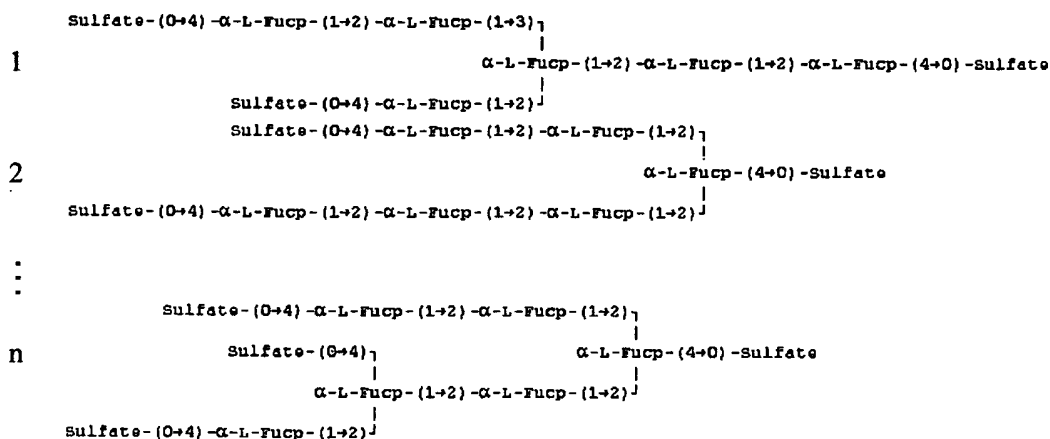 Sulfate-(0→4)-α-L-Fucp-(1→2)-α-L-Fucp-(1→3)
1 α-L-Fucp-(1→2)-α-L-Fucp-(1→2)-α-L-Fucp-(4→0)-Sulfate
Sulfate-(0→4)-α-L-Fucp-(1→2)
Sulfate-(0→4)-α-L-Fucp-(1→2)-α-L-Fucp-(1→2)
2 α-L-Fucp-(4→0)-Sulfate
Sulfate-(0→4)-α-L-Fucp-(1→2)-α-L-Fucp-(1→2)-α-L-Fucp-(1→2)
Sulfate-(0→4)-α-L-Fucp-(1→2)-α-L-Fucp-(1→2)
n Sulfate-(0→4) α-L-Fucp-(4→0)-Sulfate
α-L-Fucp-(1→2)-α-L-Fucp-(1→2)
Sulfate-(0→4)-α-L-Fucp-(1→2)